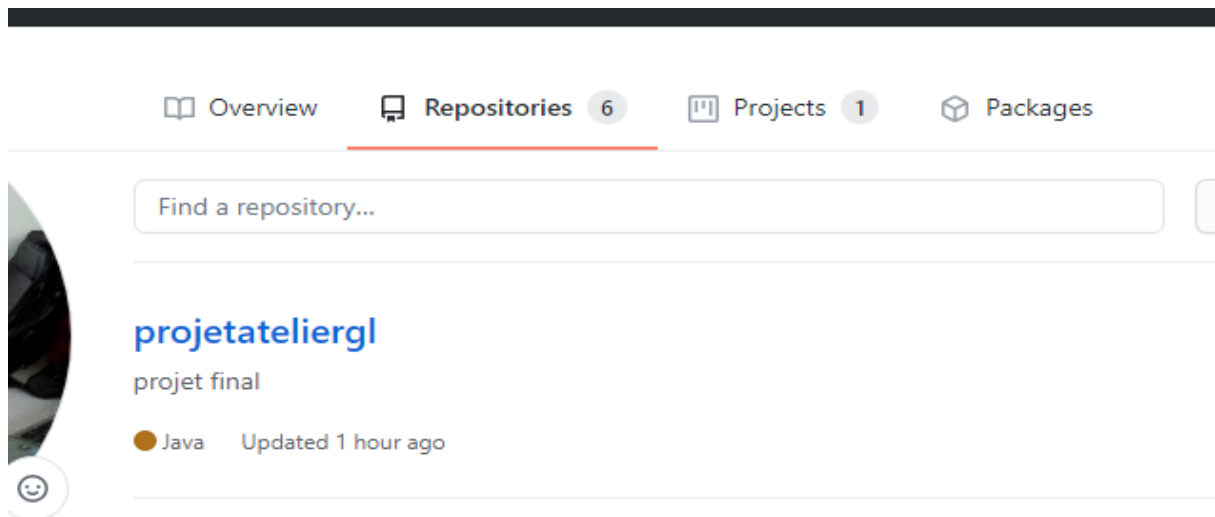 Overview Repositories 6 Projects 1 Packages
Find a repository...
projetateliergl
projet final
Java Updated 1 hour ago